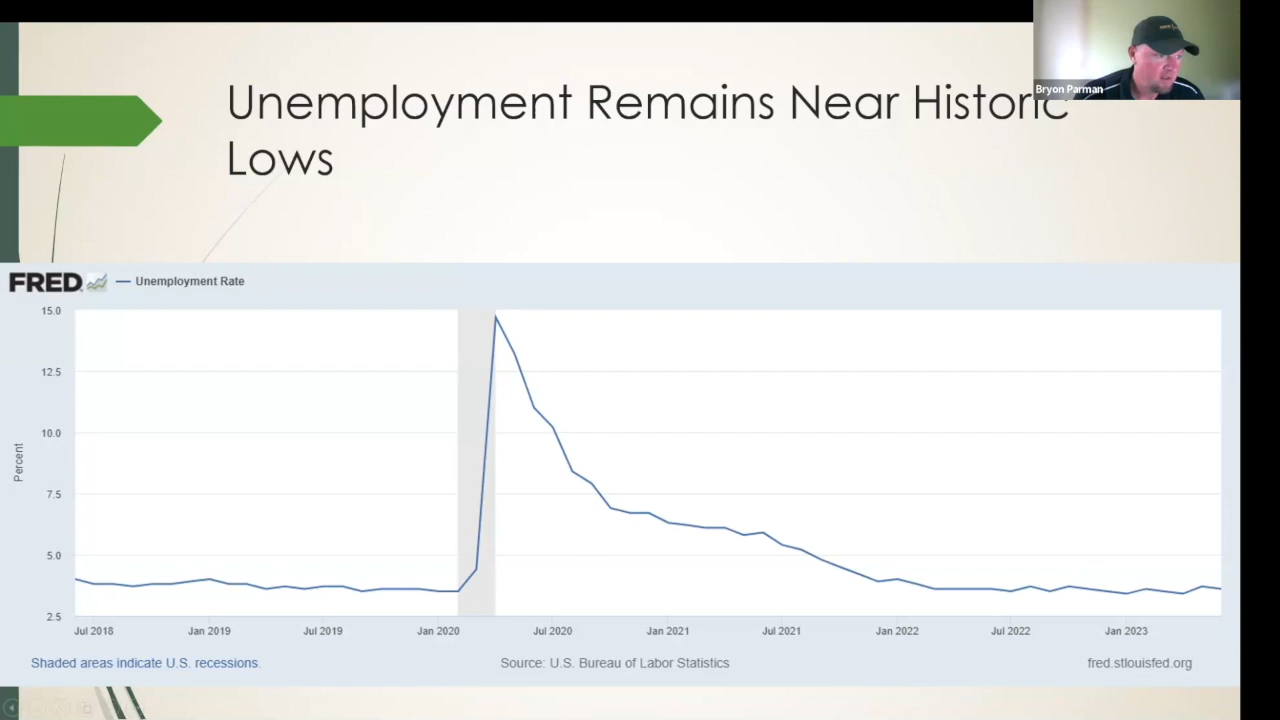 Unemployment Remains Near Historic
Lows
Bryon Parman
FRED
Unemployment Rate
15.0
12.5
10.0
7.5
5.0
2.5
Percent
Jul 2018 Jan 2019 Jul 2019 Jan 2020 Jul 2020 Jan 2021 Jul 2021 Jan 2022 Jul 2022 Jan 2023
Shaded areas indicate U.S. recessions. Source: U.S. Bureau of Labor Statistics fred.stlouisfed.org